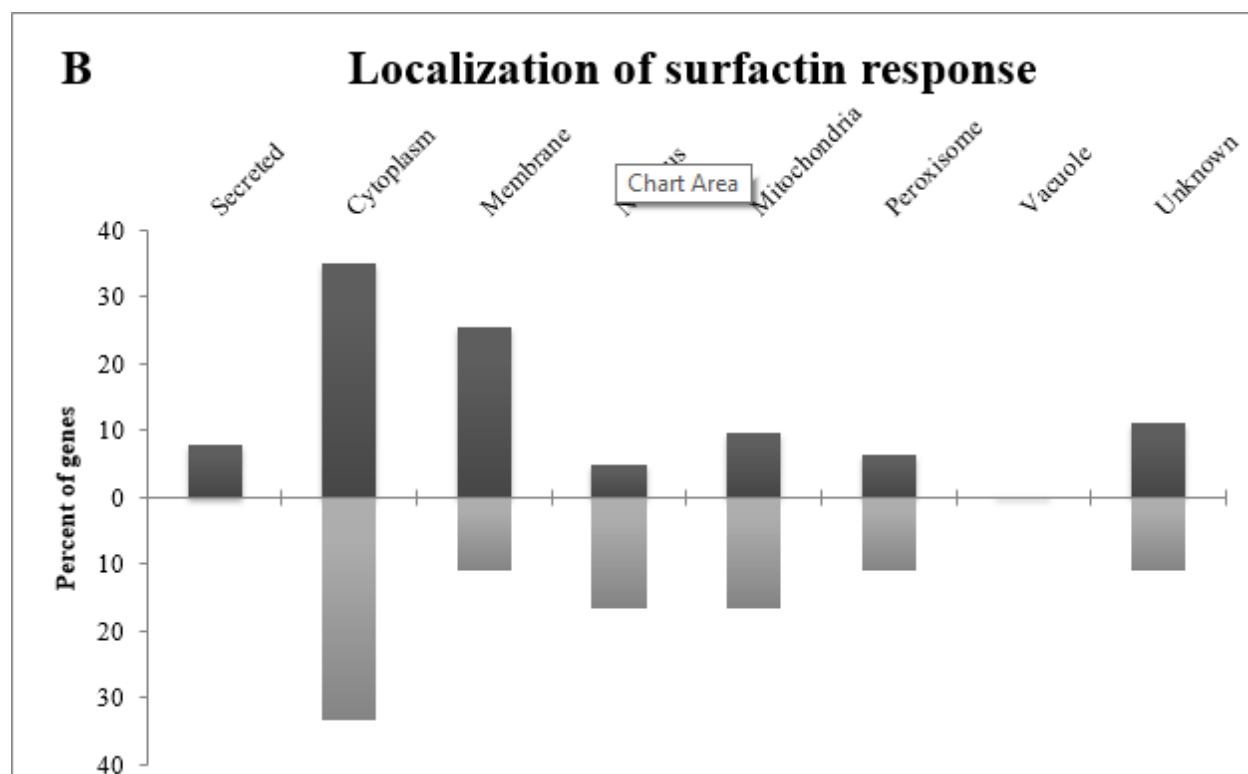 B
Localization of surfactin response
Secreted
Cytoplasm
Membrane
Chart Area
Mitochondria
Peroxisome
Vacuole
Unknown
40
30
20
10
0
10
20
30
40
Percent of genes